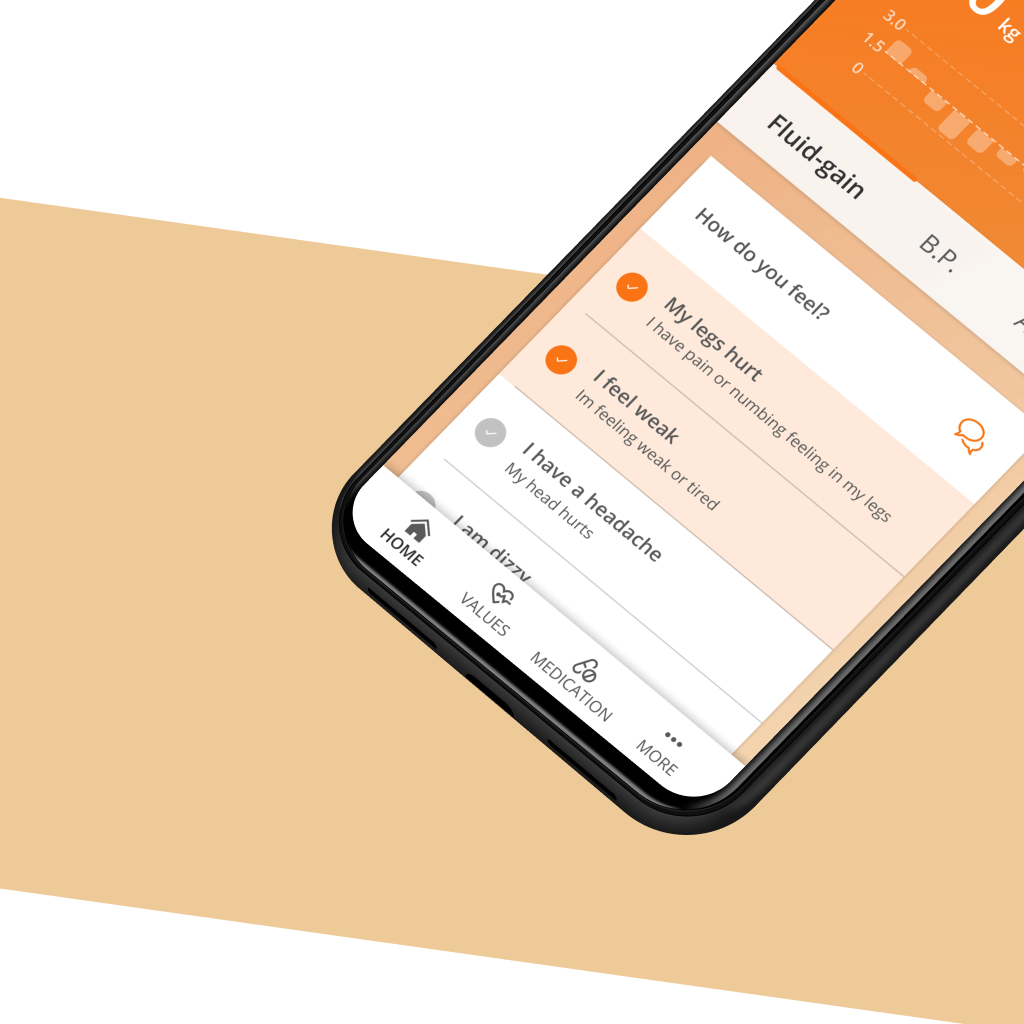 kg
3.0
1.5
0
Fluid-gain
B.P.
How do you feel?
My legs hurt
I have pain or numbing feeling in my legs
I feel weak
Im feeling weak or tired
I have a headache
My head hurts
I am dizzy
HOME
VALUES
MEDICATION
MORE